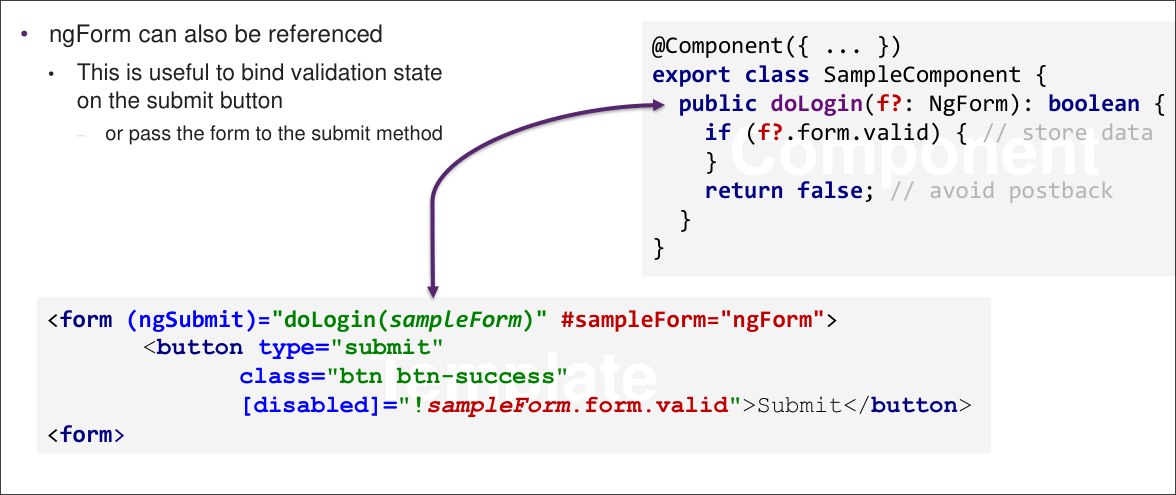 • ngForm can also be referenced
• This is useful to bind validation state
on the submit button
– or pass the form to the submit method
@Component({ ... })
export class SampleComponent {
public doLogin(f?: NgForm): boolean {
if (f?.form.valid) { // store data
}
return false; // avoid postback
}
}
Component
<form (ngSubmit)="doLogin(sampleForm)" #sampleForm="ngForm">
<button type="submit"
class="btn btn-success"
[disabled]="!sampleForm.form.valid">Submit</button>
<form>
Template